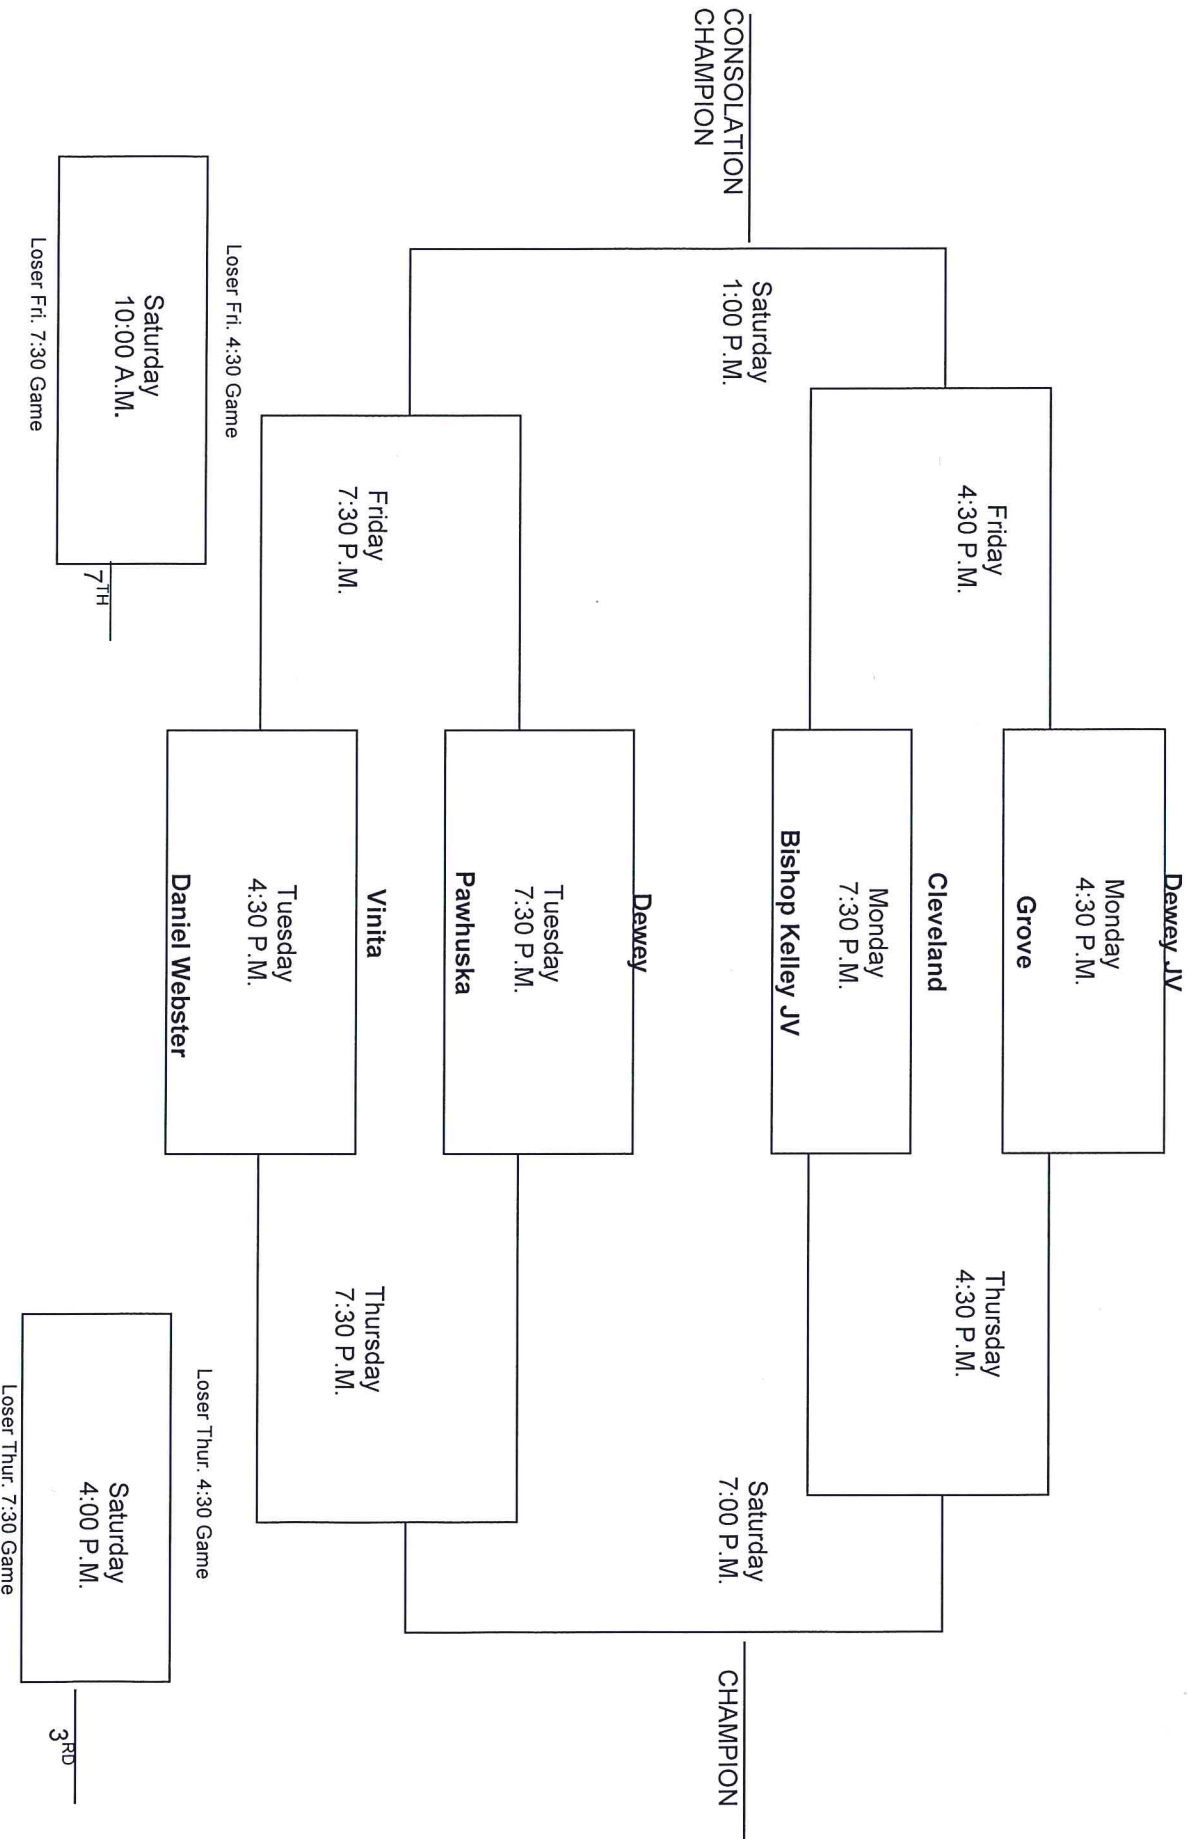 Dewey JV
Monday
4:30 P.M.
Grove
Friday
4:30 P.M.
Thursday
4:30 P.M.
Cleveland
Monday
7:30 P.M.
Bishop Kelley JV
CONSOLATION
CHAMPION
Saturday
1:00 P.M.
Saturday
7:00 P.M.
CHAMPION
Dewey
Tuesday
7:30 P.M.
Pawhuska
Friday
7:30 P.M.
Thursday
7:30 P.M.
Vinita
Tuesday
4:30 P.M.
Daniel Webster
Loser Fri. 4:30 Game
Saturday
10:00 A.M.
Loser Fri. 7:30 Game
7TH
Loser Thur. 4:30 Game
Saturday
4:00 P.M.
Loser Thur. 7:30 Game
3RD